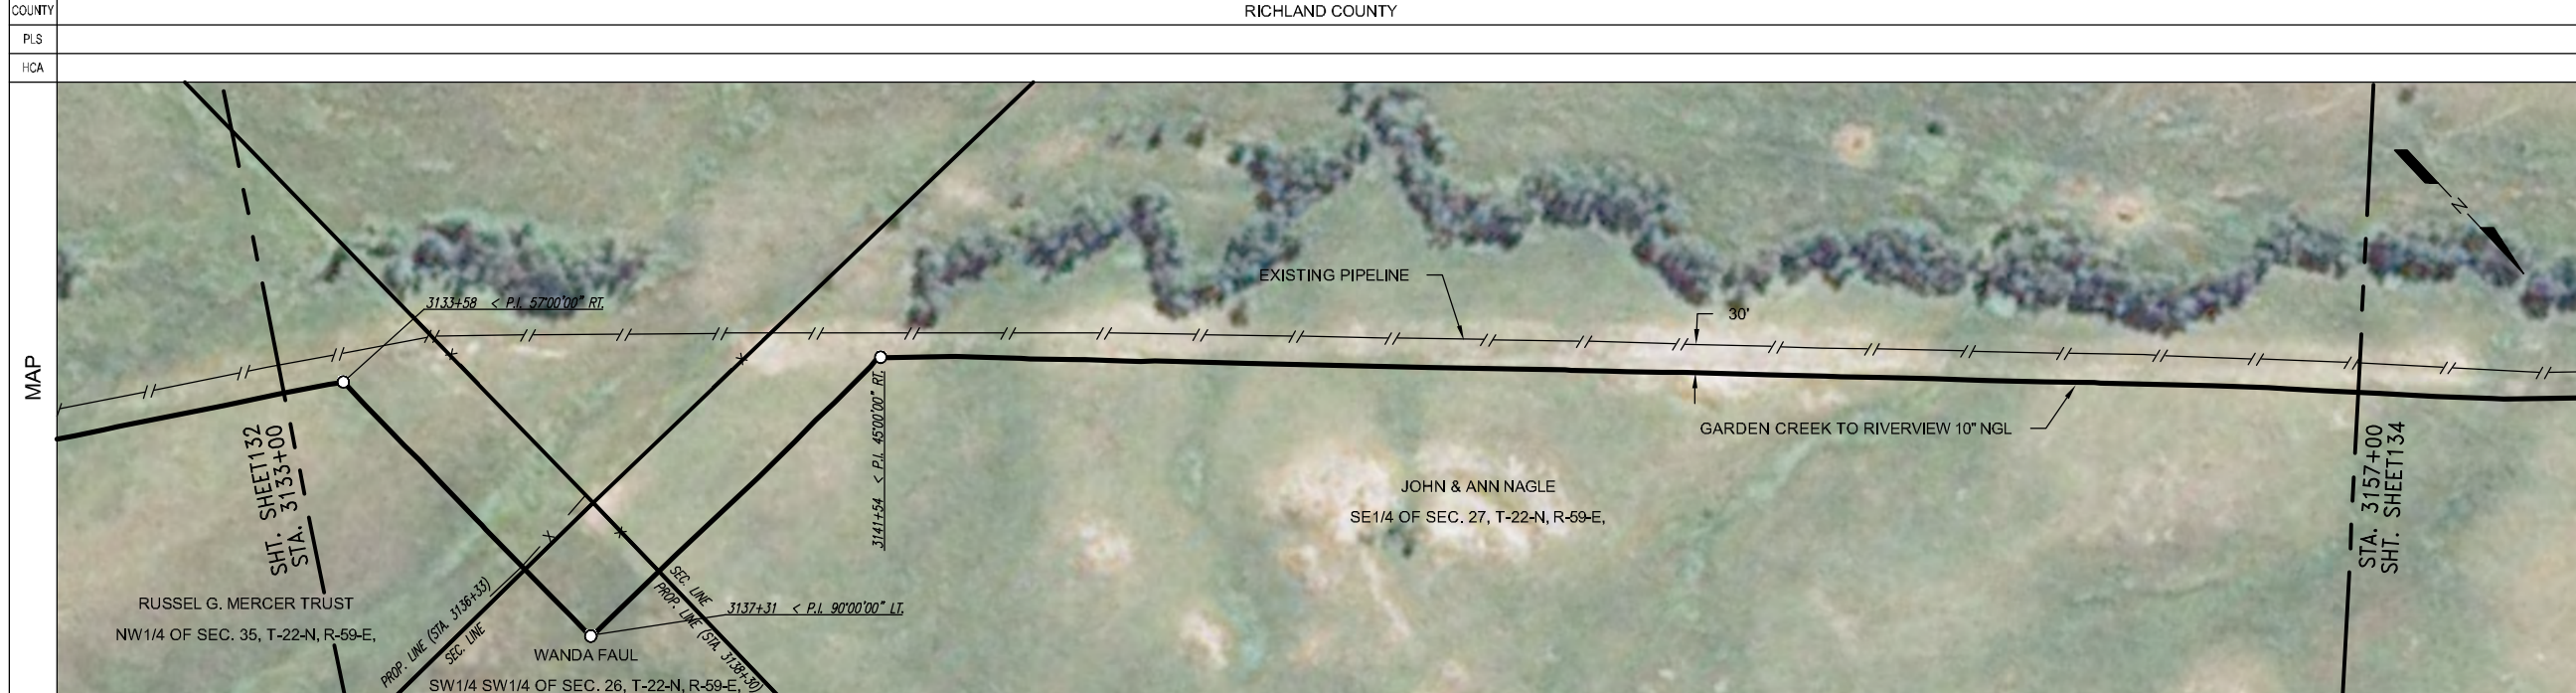 COUNTY
RICHLAND COUNTY
PLS
HCA
MAP
N
3133+58 < P.I. 57°00'00" RT.
EXISTING PIPELINE
30'
GARDEN CREEK TO RIVERVIEW 10" NGL
3141+54 < P.I. 45°00'00" RT.
SHT. SHEET132
STA. 3133+00
STA. 3157+00
SHT. SHEET134
JOHN & ANN NAGLE
SE1/4 OF SEC. 27, T-22-N, R-59-E,
RUSSEL G. MERCER TRUST
NW1/4 OF SEC. 35, T-22-N, R-59-E,
PROP. LINE (STA. 3136+33)
SEC. LINE
SEC. LINE
PROP. LINE (STA. 3138+30)
3137+31 < P.I. 90°00'00" LT.
WANDA FAUL
SW1/4 SW1/4 OF SEC. 26, T-22-N, R-59-E,